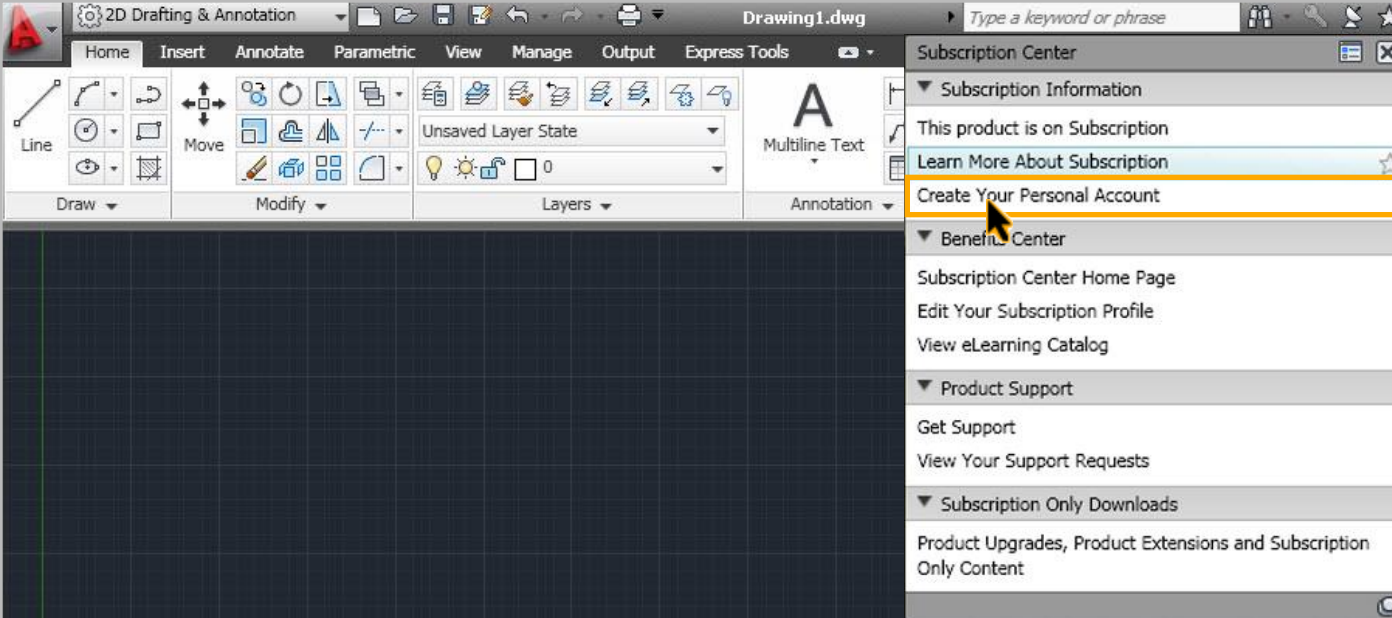 2D Drafting & Annotation
Drawing1.dwg
Type a keyword or phrase
Home Insert Annotate Parametric View Manage Output Express Tools
Subscription Center
Line
Move
Unsaved Layer State
0
A
Multiline Text
Draw
Modify
Layers
Annotation
Subscription Information
This product is on Subscription
Learn More About Subscription
Create Your Personal Account
Benefits Center
Subscription Center Home Page
Edit Your Subscription Profile
View eLearning Catalog
Product Support
Get Support
View Your Support Requests
Subscription Only Downloads
Product Upgrades, Product Extensions and Subscription
Only Content